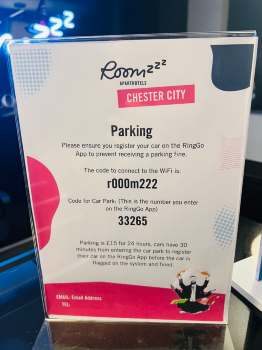 Roomzzz
APARTHOTELS
CHESTER CITY
Parking
Please ensure you register your car on the RingGo
App to prevent receiving a parking fine.
The code to connect to the WiFi is:
r000m222
Code for Car Park: (This is the number you enter
on the RingGo App)
33265
Parking is £15 for 24 hours, cars have 30
minutes from entering the car park to register
their car on the RingGo App before the car is
flagged on the system and fined.
EMAIL: Email Address
TEL: